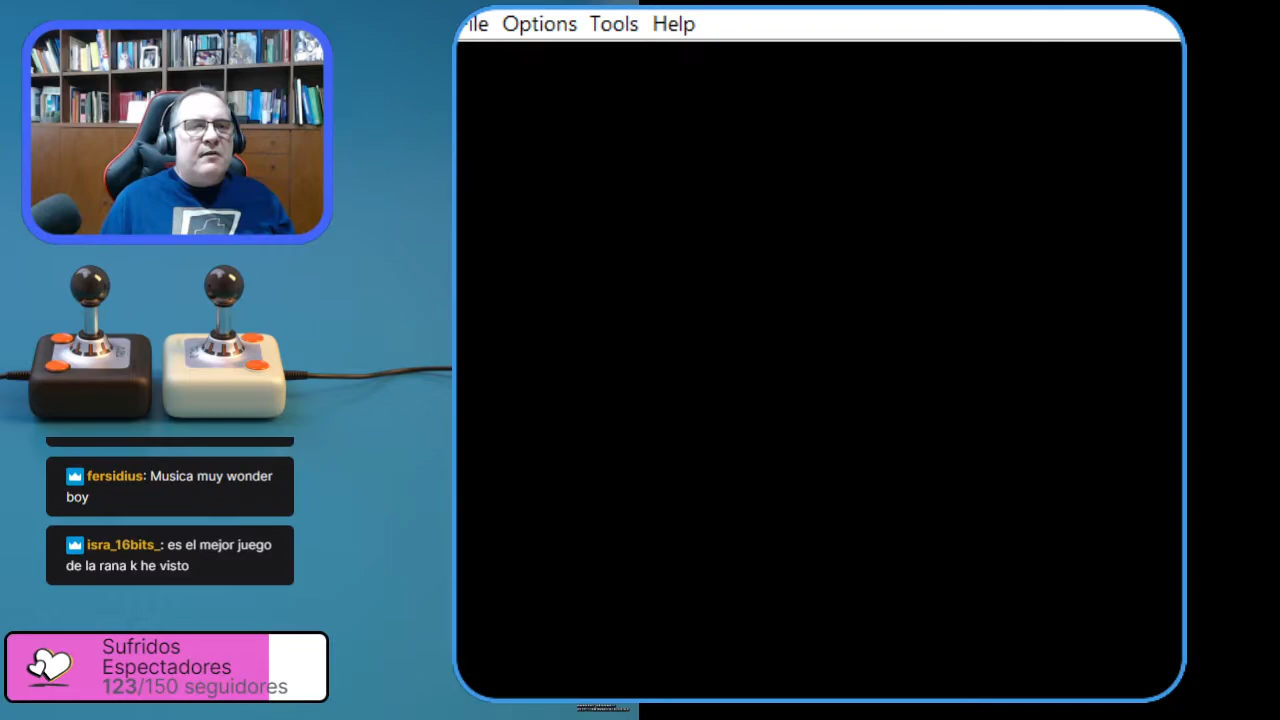 ile Options Tools Help
fersidius: Musica muy wonder
boy
isra_16bits_: es el mejor juego
de la rana k he visto
Sufridos
Espectadores
123/150 seguidores